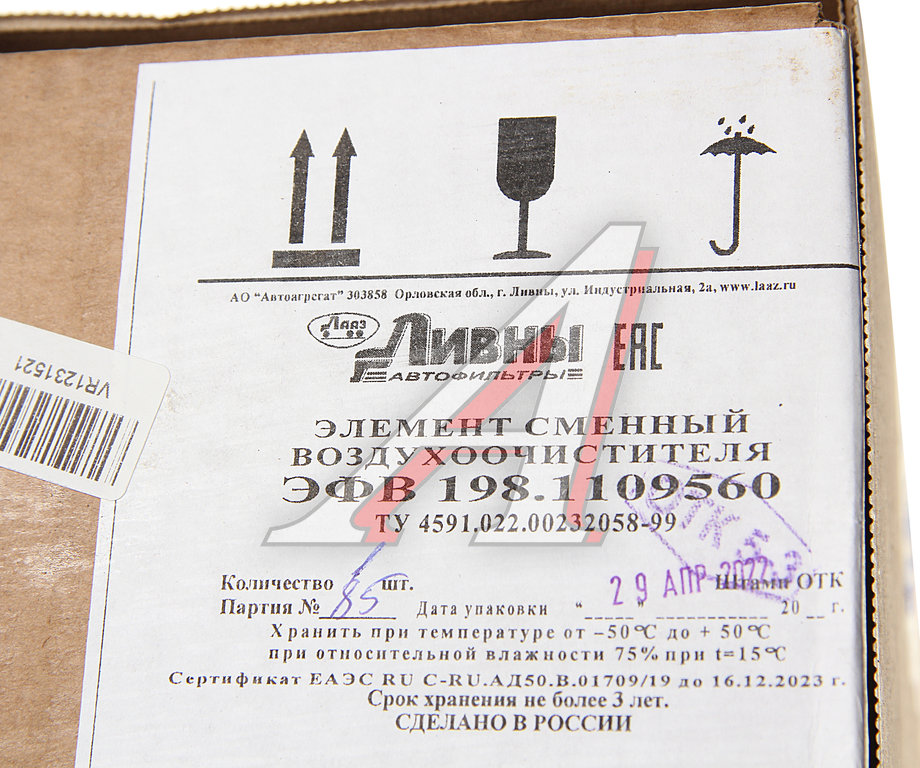 АО "Автоагрегат" 303858 Орловская обл., г. Ливны, ул. Индустриальная, 2а, www.laaz.ru
ЛААЗ ЛИВНЫ ЕАС
АВТОФИЛЬТРЫ
VR1231521
ЭЛЕМЕНТ СМЕННЫЙ
ВОЗДУХООЧИСТИТЕЛЯ
ЭФВ 198.1109560
ТУ 4591.022.00232058-99
Количество 1 шт. Штамп ОТК
Партия № 85 Дата упаковки "__" 29 АПР 2022 20__г.
Хранить при температуре от –50°С до + 50°С
при относительной влажности 75% при t=15°С
Сертификат ЕАЭС RU С-RU.АД50.В.01709/19 до 16.12.2023 г.
Срок хранения не более 3 лет.
СДЕЛАНО В РОССИИ